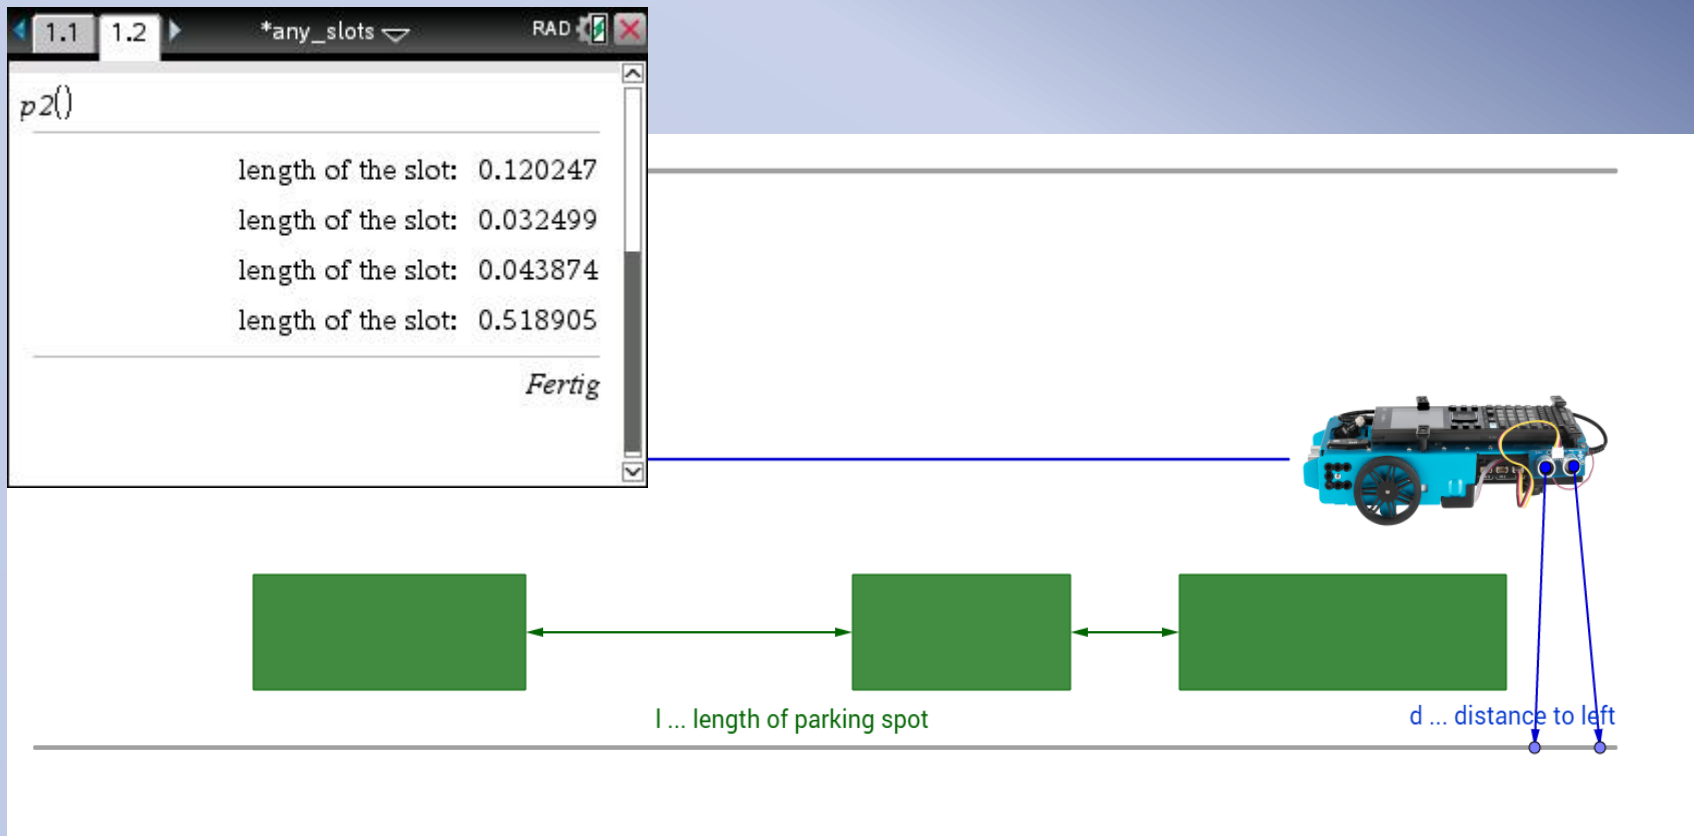 1.1 1.2 *any_slots RAD
p2()
length of the slot: 0.120247
length of the slot: 0.032499
length of the slot: 0.043874
length of the slot: 0.518905
Fertig
l ... length of parking spot
d ... distance to left